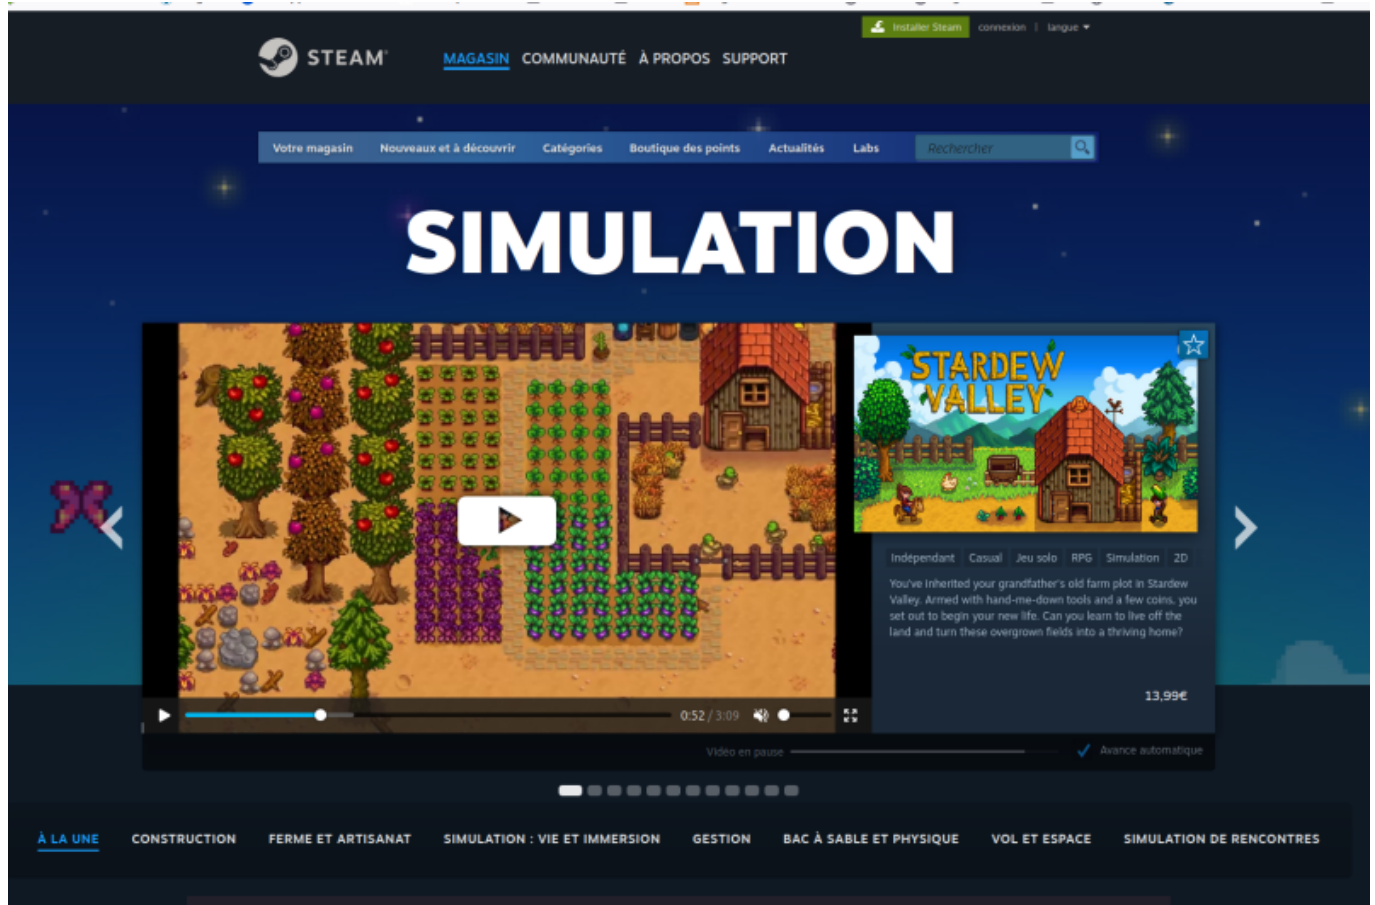 Installer Steam connexion | langue
STEAM
MAGASIN COMMUNAUTÉ À PROPOS SUPPORT
Votre magasin Nouveaux et à découvrir Catégories Boutique des points Actualités Labs Rechercher
SIMULATION
STARDEW
VALLEY
Indépendant Casual Jeu solo RPG Simulation 2D
You've inherited your grandfather's old farm plot in Stardew
Valley. Armed with hand-me-down tools and a few coins, you
set out to begin your new life. Can you learn to live off the
land and turn these overgrown fields into a thriving home?
13,99€
0:52 / 3:09
Vidéo en pause Avance automatique
À LA UNE CONSTRUCTION FERME ET ARTISANAT SIMULATION : VIE ET IMMERSION GESTION BAC À SABLE ET PHYSIQUE VOL ET ESPACE SIMULATION DE RENCONTRES